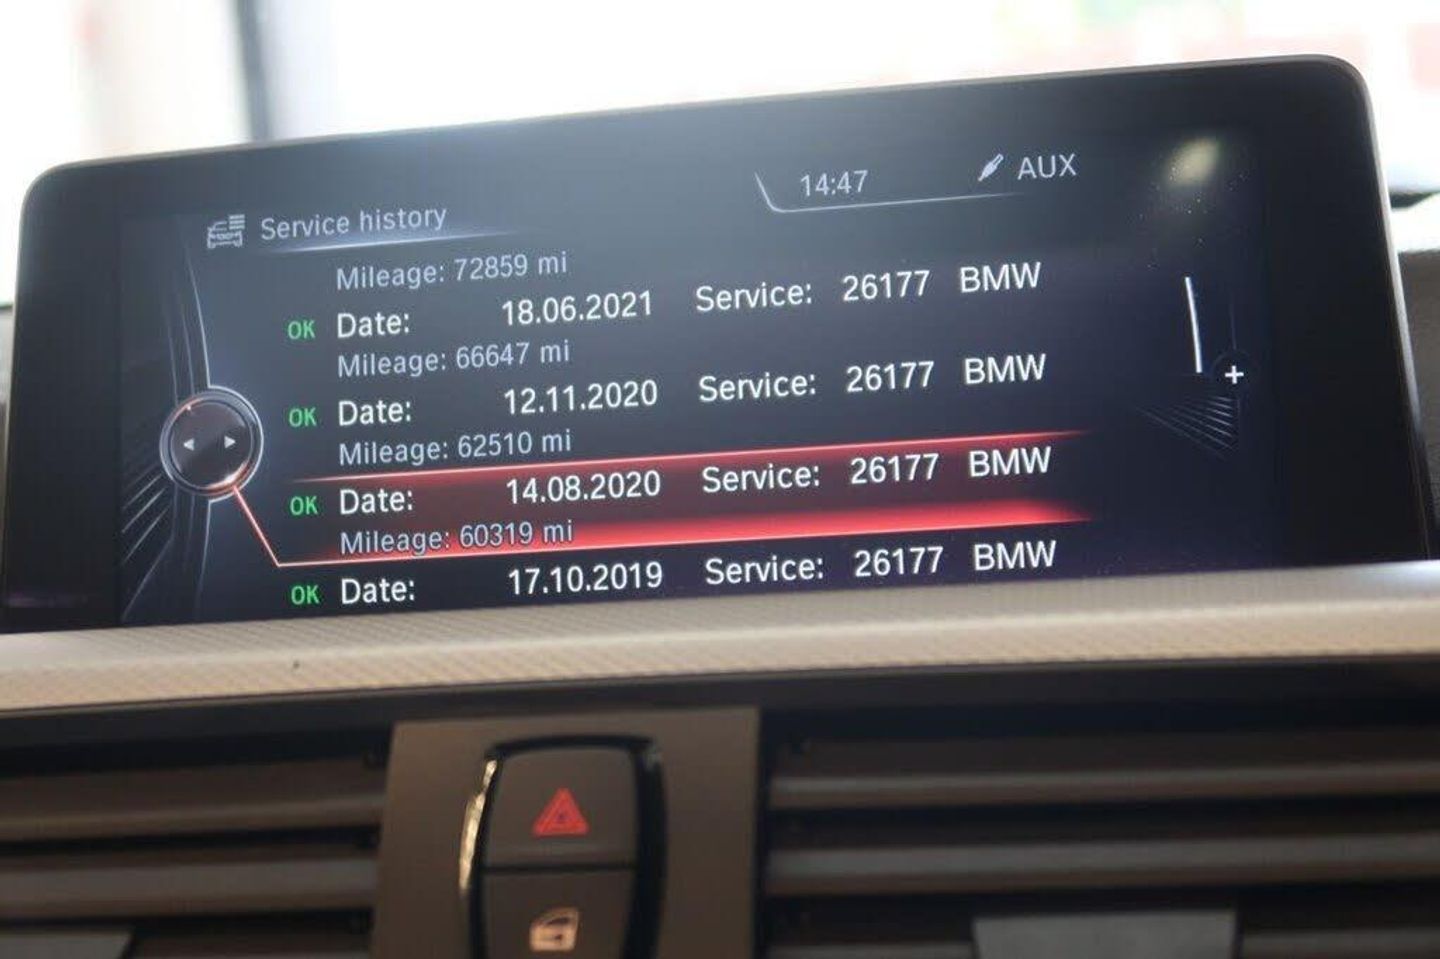 14:47 AUX
Service history
Mileage: 72859 mi
OK Date: 18.06.2021 Service: 26177 BMW
Mileage: 66647 mi
OK Date: 12.11.2020 Service: 26177 BMW
Mileage: 62510 mi
OK Date: 14.08.2020 Service: 26177 BMW
Mileage: 60319 mi
OK Date: 17.10.2019 Service: 26177 BMW